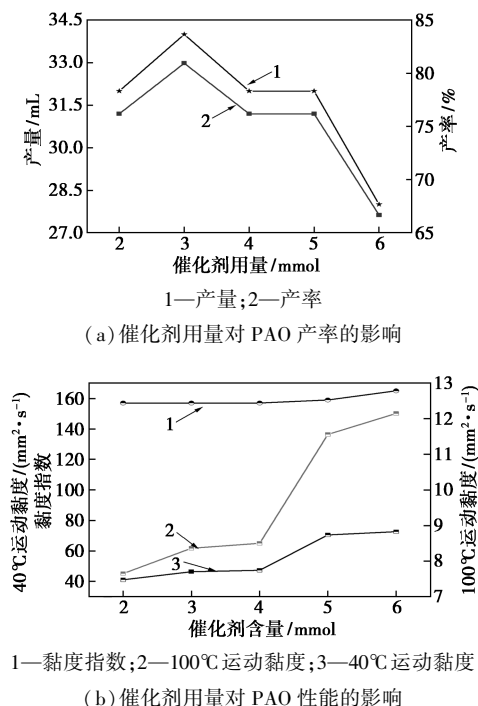 34.5
33.0
31.5
30.0
28.5
27.0
产量/mL
85
80
75
70
65
产率/%
1
2
2 3 4 5 6
催化剂用量/mmol
1—产量;2—产率
(a)催化剂用量对 PAO 产率的影响
160
140
120
100
80
60
40
40℃运动黏度/(mm²·s⁻¹)
黏度指数
13
12
11
10
9
8
7
100℃运动黏度/(mm²·s⁻¹)
1
2
3
2 3 4 5 6
催化剂含量/mmol
1—黏度指数;2—100℃运动黏度;3—40℃运动黏度
(b)催化剂用量对 PAO 性能的影响